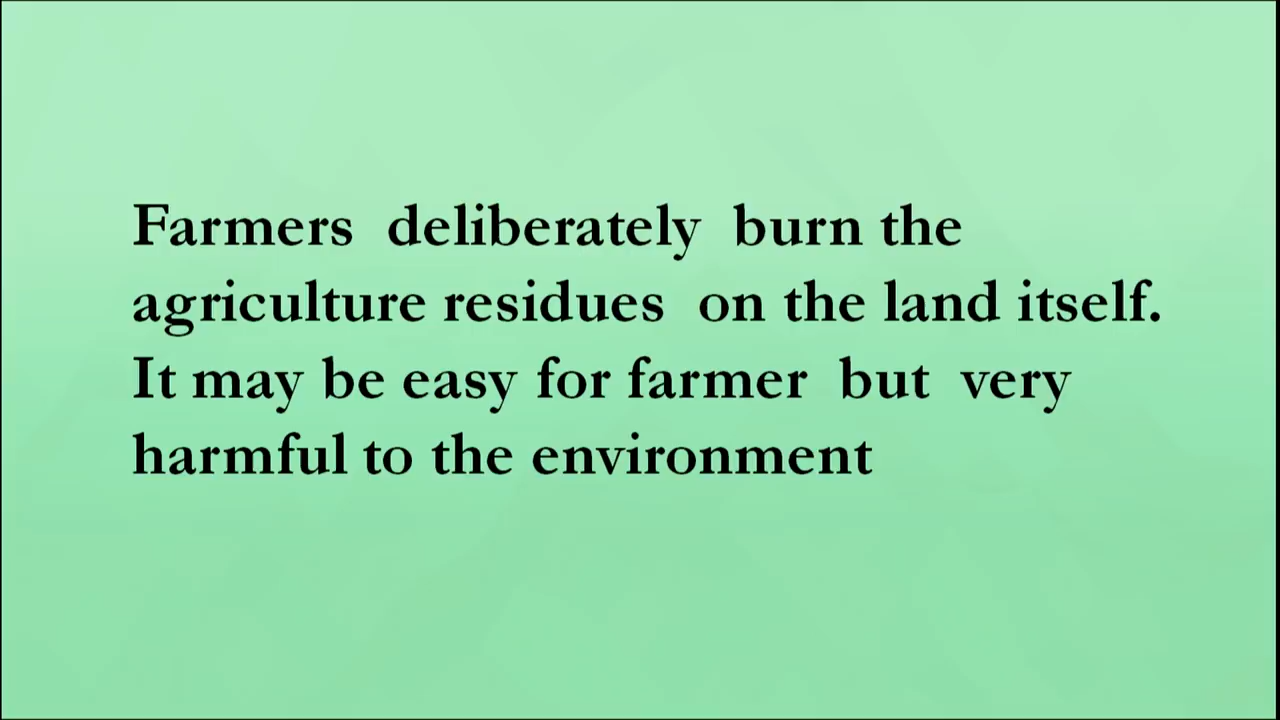 Farmers deliberately burn the
agriculture residues on the land itself.
It may be easy for farmer but very
harmful to the environment